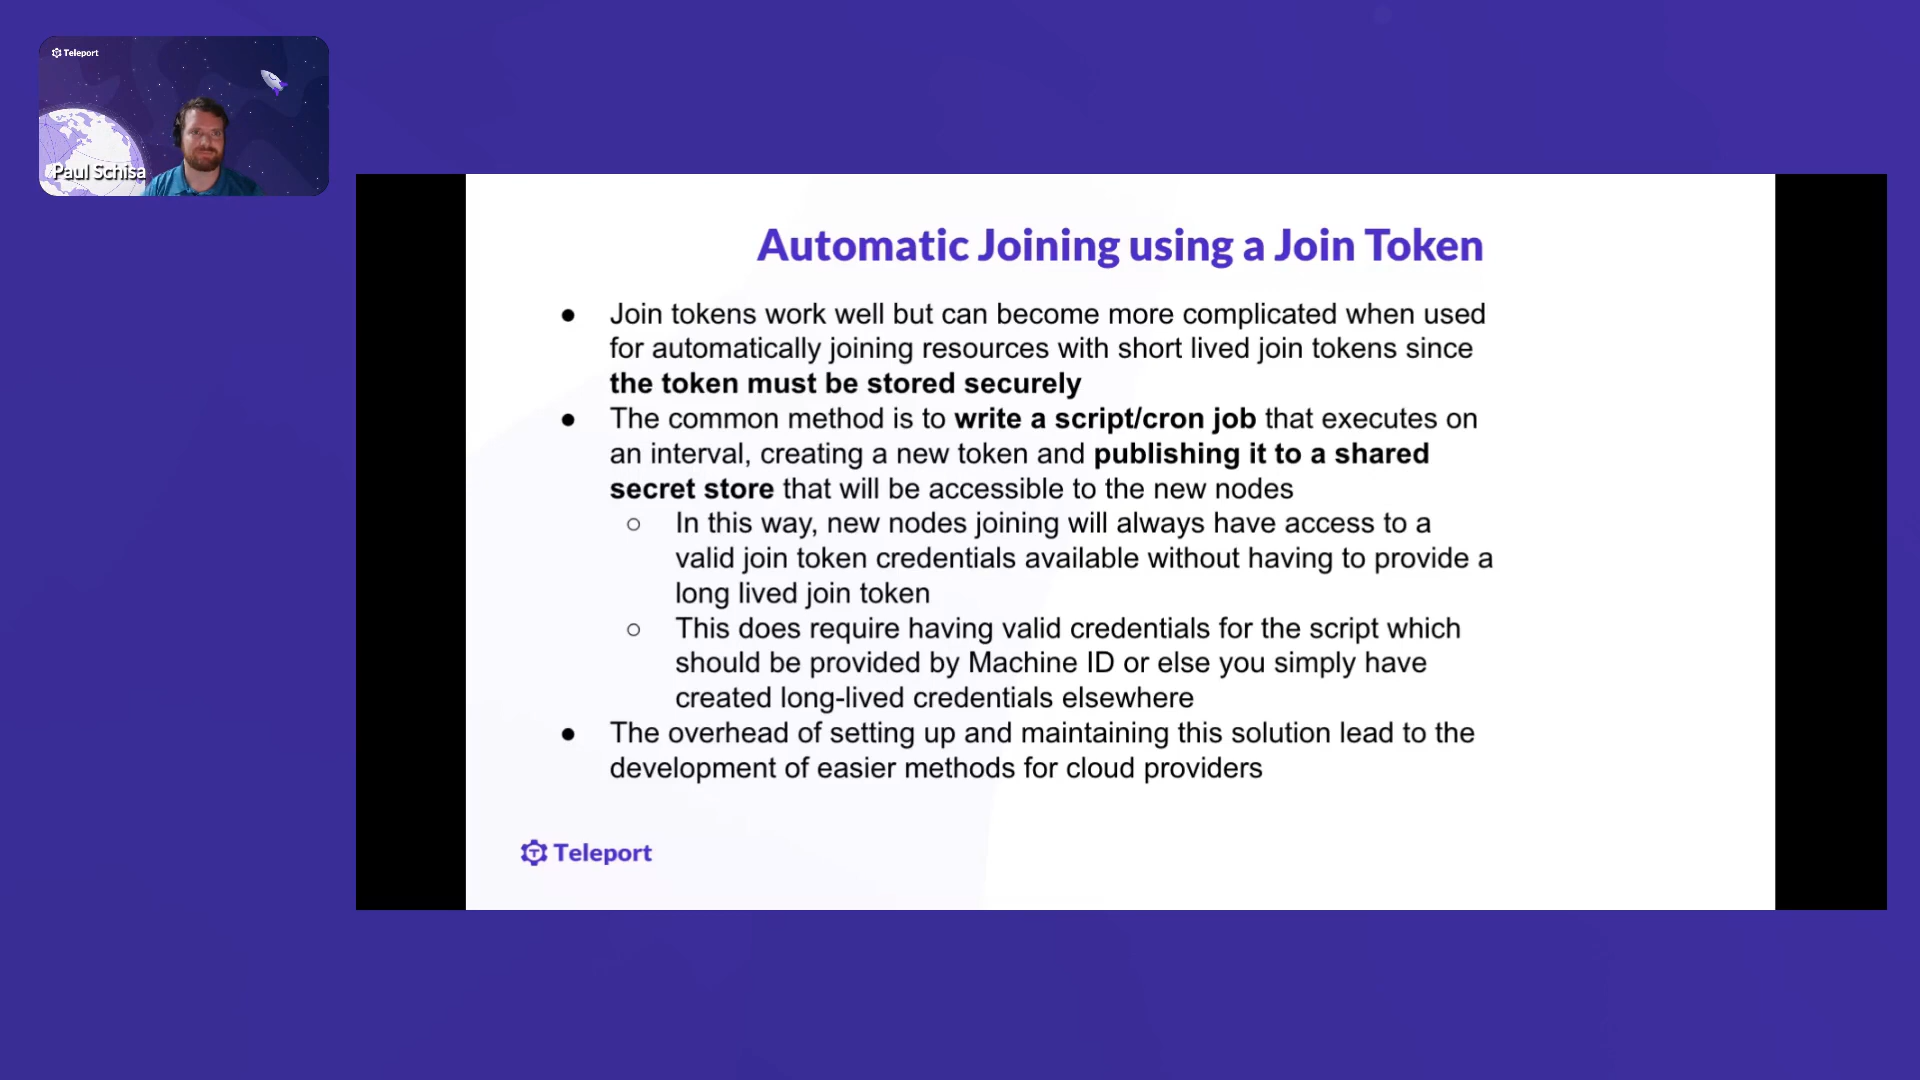 Teleport
Paul Schisa
Automatic Joining using a Join Token
● Join tokens work well but can become more complicated when used
for automatically joining resources with short lived join tokens since
the token must be stored securely
● The common method is to write a script/cron job that executes on
an interval, creating a new token and publishing it to a shared
secret store that will be accessible to the new nodes
○ In this way, new nodes joining will always have access to a
valid join token credentials available without having to provide a
long lived join token
○ This does require having valid credentials for the script which
should be provided by Machine ID or else you simply have
created long-lived credentials elsewhere
● The overhead of setting up and maintaining this solution lead to the
development of easier methods for cloud providers
Teleport